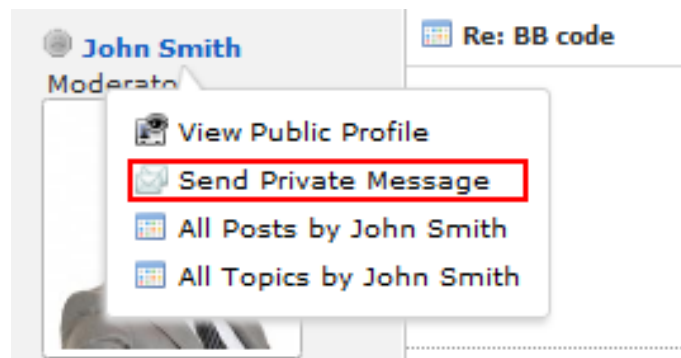 John Smith
Re: BB code
Moderato
View Public Profile
Send Private Message
All Posts by John Smith
All Topics by John Smith